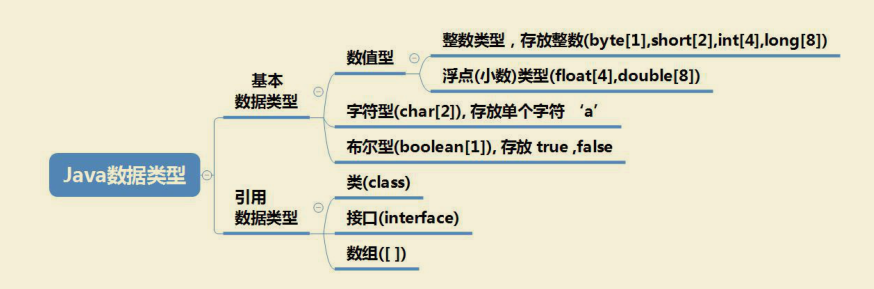 Java数据类型
基本
数据类型
数值型
整数类型，存放整数(byte[1],short[2],int[4],long[8])
浮点(小数)类型(float[4],double[8])
字符型(char[2]), 存放单个字符 ‘a’
布尔型(boolean[1]), 存放 true ,false
引用
数据类型
类(class)
接口(interface)
数组([ ])